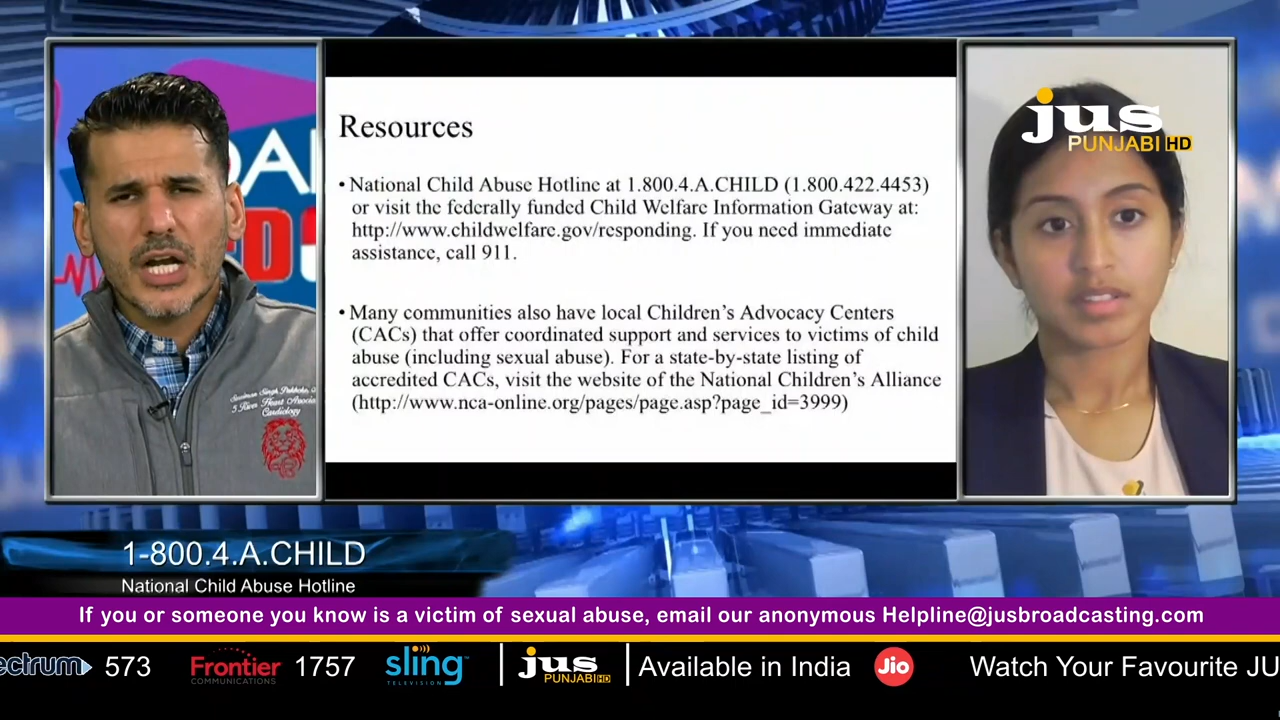 jus
PUNJABI HD
Resources
• National Child Abuse Hotline at 1.800.4.A.CHILD (1.800.422.4453)
or visit the federally funded Child Welfare Information Gateway at:
http://www.childwelfare.gov/responding. If you need immediate
assistance, call 911.
• Many communities also have local Children's Advocacy Centers
(CACs) that offer coordinated support and services to victims of child
abuse (including sexual abuse). For a state-by-state listing of
accredited CACs, visit the website of the National Children's Alliance
(http://www.nca-online.org/pages/page.asp?page_id=3999)
5 River Heart
Cardiology
1-800.4.A.CHILD
National Child Abuse Hotline
If you or someone you know is a victim of sexual abuse, email our anonymous Helpline@jusbroadcasting.com
ectrum 573 Frontier COMMUNICATIONS 1757 sling TELEVISION jus PUNJABI HD Available in India Jio Watch Your Favourite JU